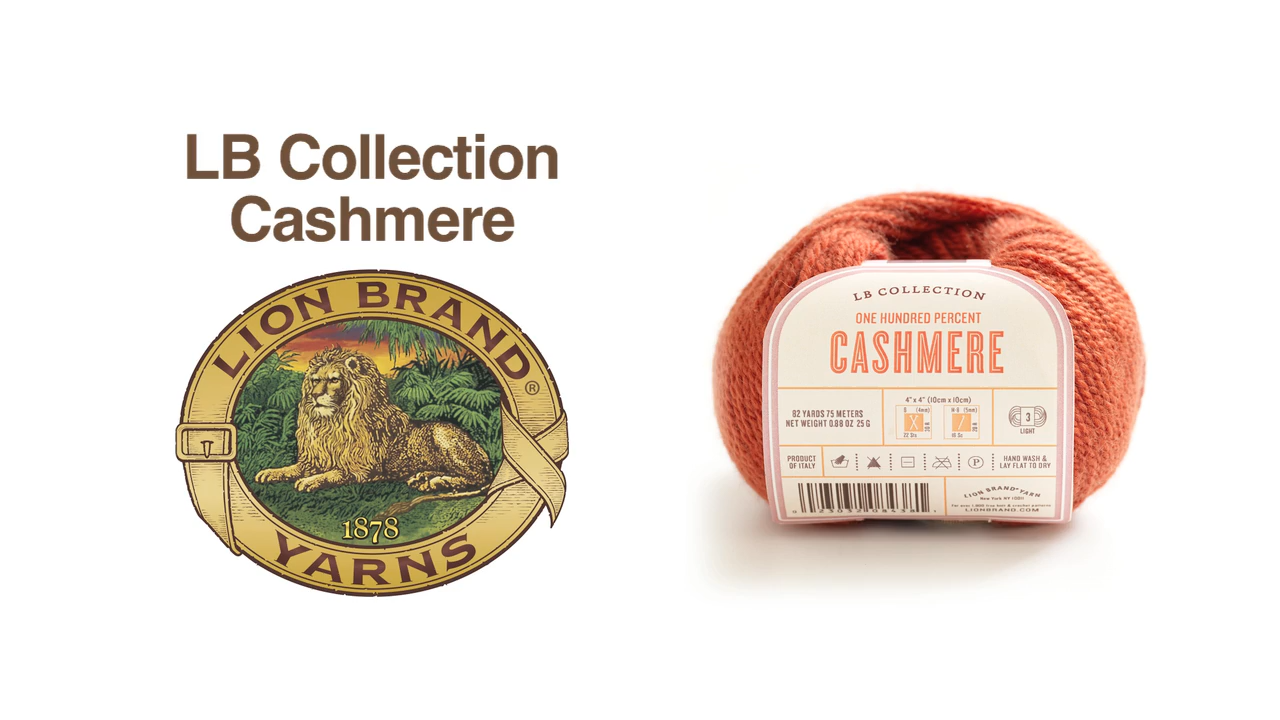 LB Collection
Cashmere
LION BRAND®
1878
YARNS
LB COLLECTION
ONE HUNDRED PERCENT
CASHMERE
82 YARDS 75 METERS
NET WEIGHT 0.88 OZ 25 G
4" x 4" (10cm x 10cm)
3
LIGHT
PRODUCT
OF ITALY
P
HAND WASH &
LAY FLAT TO DRY
LION BRAND® YARN
LIONBRAND.COM